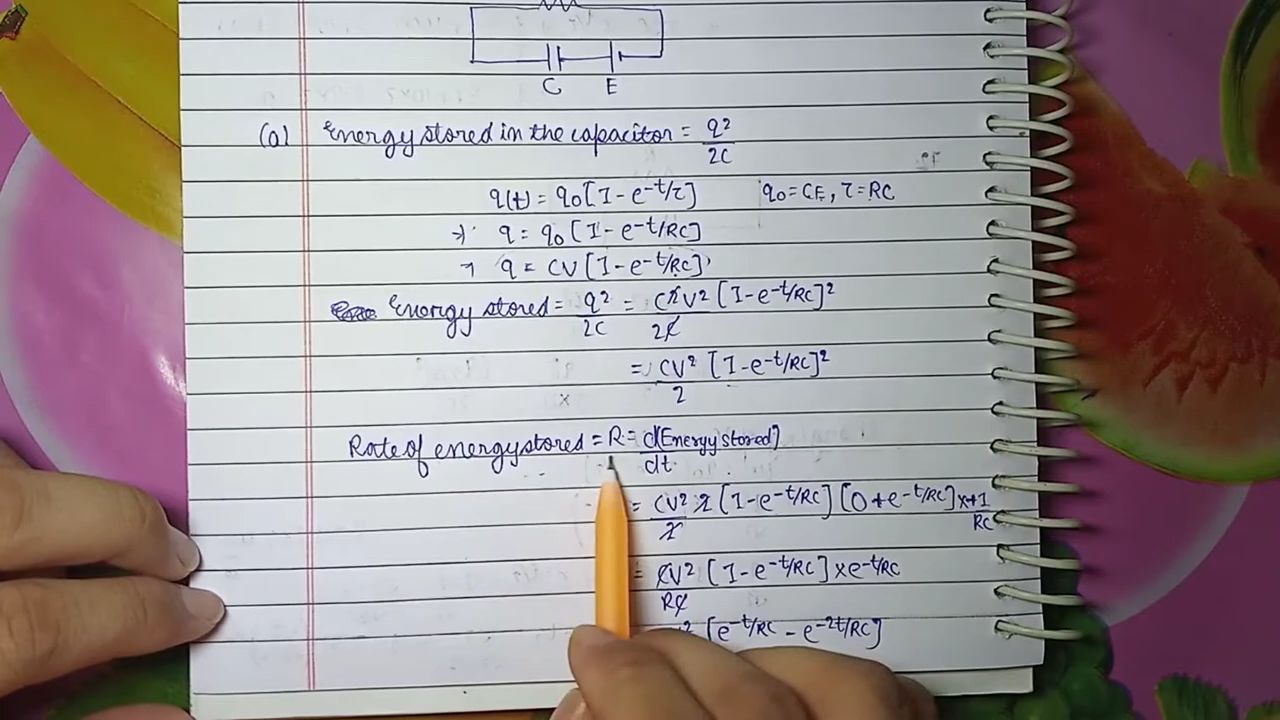 C E
(a) Energy stored in the capacitor = q²/2C
q(t) = q₀[1-e^-t/τ] q₀=CE, τ=RC
⇒ q = q₀[1-e^-t/RC]
⇒ q = CV[1-e^-t/RC]
Energy stored = q²/2C = C²V²/2C [1-e^-t/RC]²
= CV²/2 [1-e^-t/RC]²
Rate of energy stored = R = d(Energy stored)/dt
= CV²/2 2 [1-e^-t/RC] [0+e^-t/RC] x+1/RC
= CV²/RC [1-e^-t/RC] x e^-t/RC
² [e^-t/RC - e^-2t/RC]